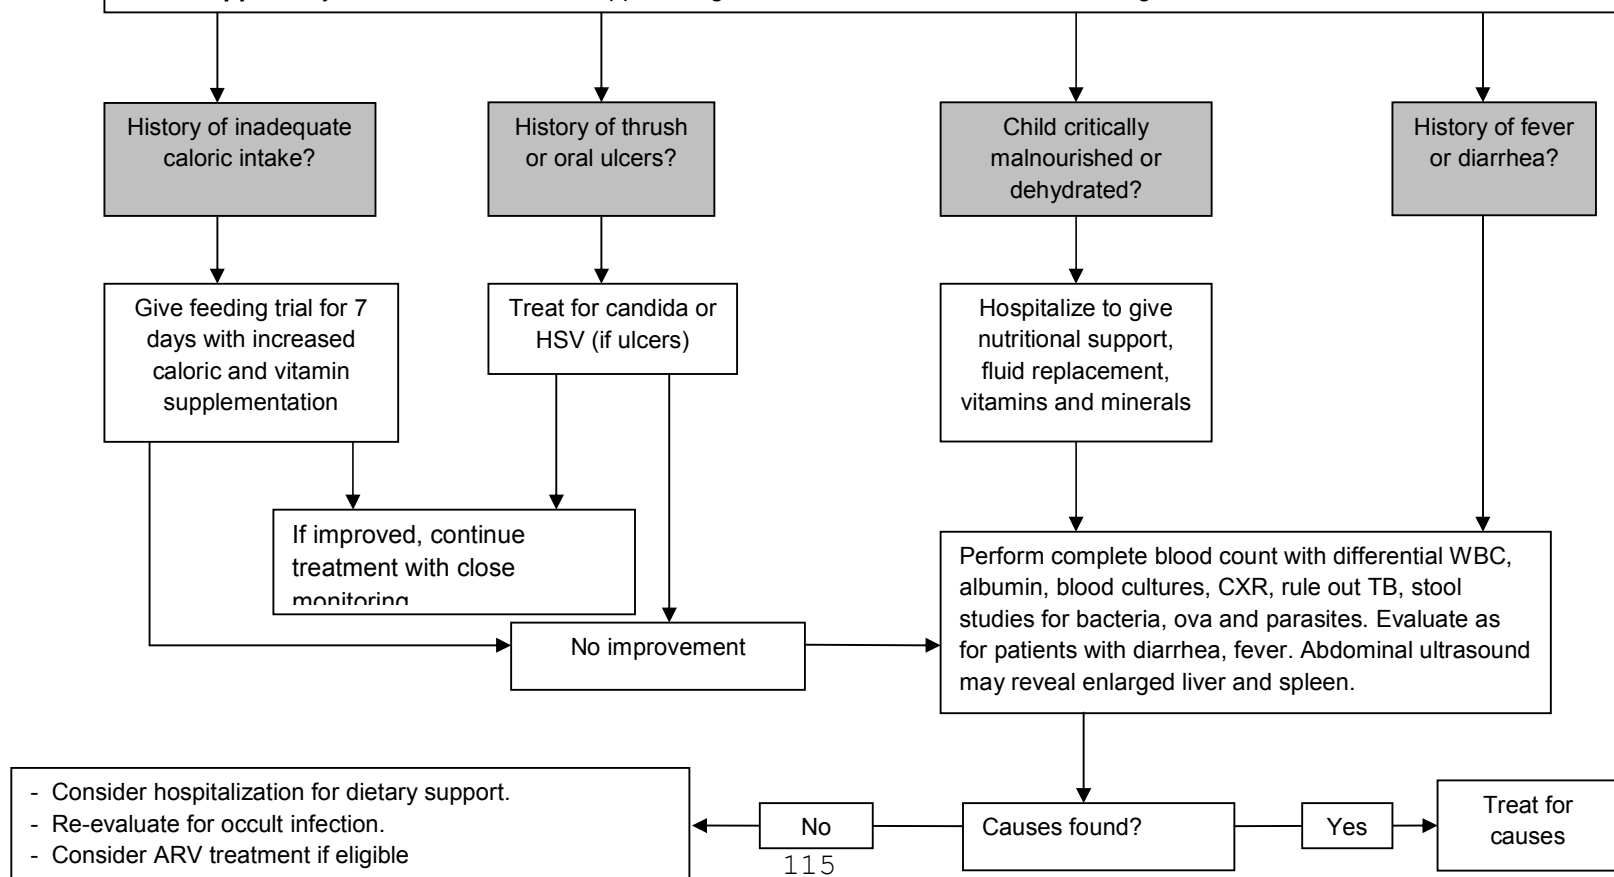 History of inadequate
caloric intake?
History of thrush
or oral ulcers?
Child critically
malnourished or
dehydrated?
History of fever
or diarrhea?
Give feeding trial for 7
days with increased
caloric and vitamin
supplementation
Treat for candida or
HSV (if ulcers)
Hospitalize to give
nutritional support,
fluid replacement,
vitamins and minerals
If improved, continue
treatment with close
monitoring
No improvement
Perform complete blood count with differential WBC,
albumin, blood cultures, CXR, rule out TB, stool
studies for bacteria, ova and parasites. Evaluate as
for patients with diarrhea, fever. Abdominal ultrasound
may reveal enlarged liver and spleen.
- Consider hospitalization for dietary support.
- Re-evaluate for occult infection.
- Consider ARV treatment if eligible
No
Causes found?
Yes
Treat for
causes
115